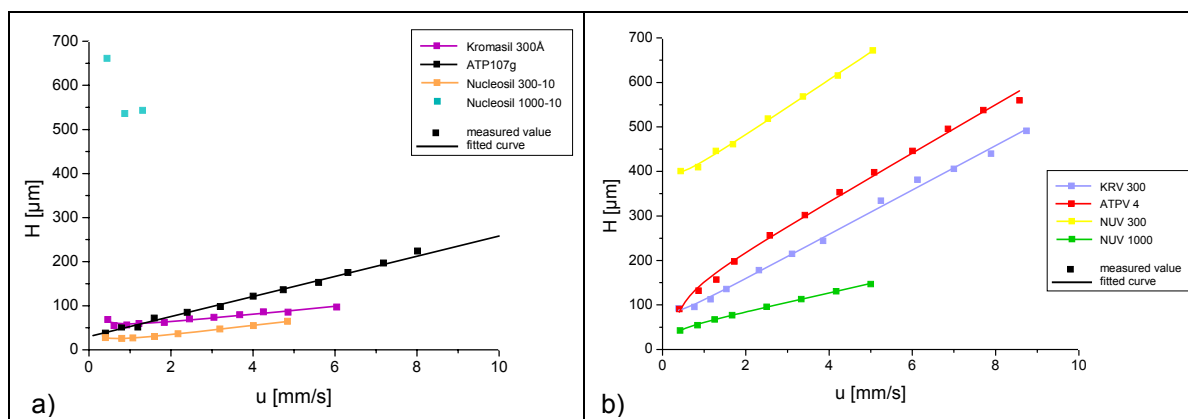 700
600
500
400
300
200
100
0
H [µm]
0 2 4 6 8 10
u [mm/s]
Kromasil 300Å
ATP107g
Nucleosil 300-10
Nucleosil 1000-10
measured value
fitted curve
a)
700
600
500
400
300
200
100
0
H [µm]
0 2 4 6 8 10
u [mm/s]
KRV 300
ATPV 4
NUV 300
NUV 1000
measured value
fitted curve
b)